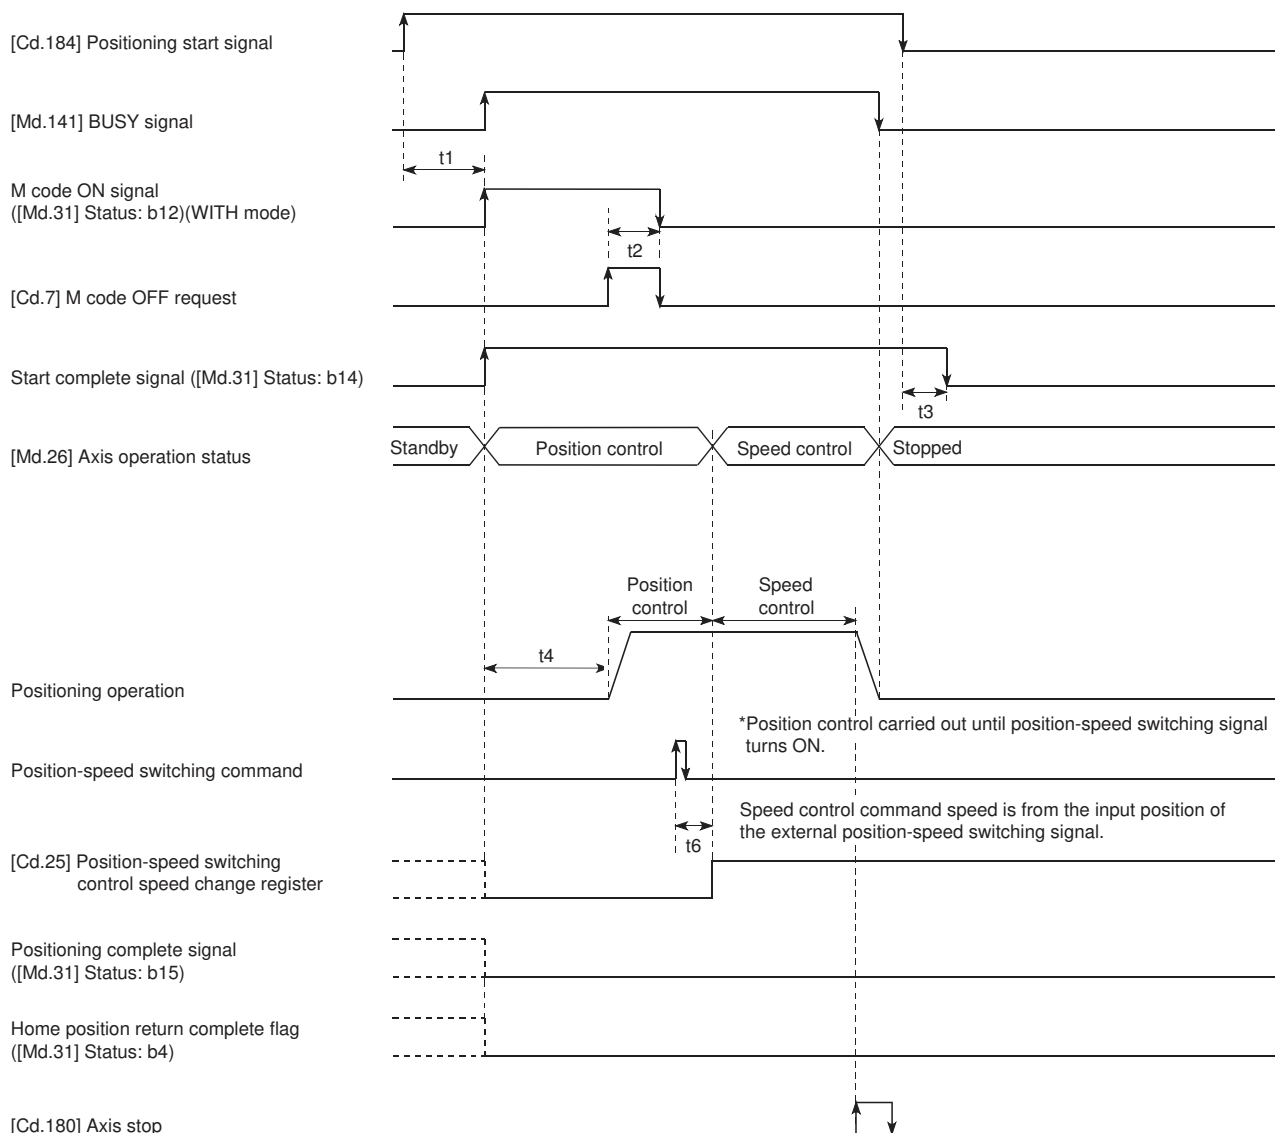 [Cd.184] Positioning start signal
[Md.141] BUSY signal
t1
M code ON signal
([Md.31] Status: b12)(WITH mode)
t2
[Cd.7] M code OFF request
Start complete signal ([Md.31] Status: b14)
t3
[Md.26] Axis operation status
Standby
Position control
Speed control
Stopped
Position
control
Speed
control
t4
Positioning operation
*Position control carried out until position-speed switching signal
turns ON.
Position-speed switching command
Speed control command speed is from the input position of
the external position-speed switching signal.
t6
[Cd.25] Position-speed switching
control speed change register
Positioning complete signal
([Md.31] Status: b15)
Home position return complete flag
([Md.31] Status: b4)
[Cd.180] Axis stop